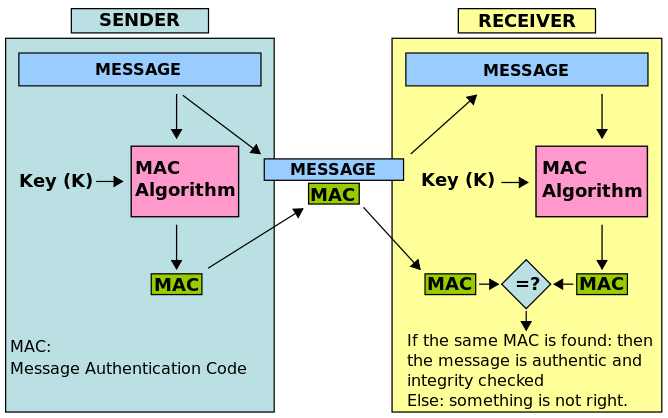 SENDER
RECEIVER
MESSAGE
MESSAGE
MAC
Algorithm
Key (K)
MAC
MESSAGE
MAC
Key (K)
MAC
Algorithm
MAC
=?
MAC
MAC:
Message Authentication Code
If the same MAC is found: then
the message is authentic and
integrity checked
Else: something is not right.